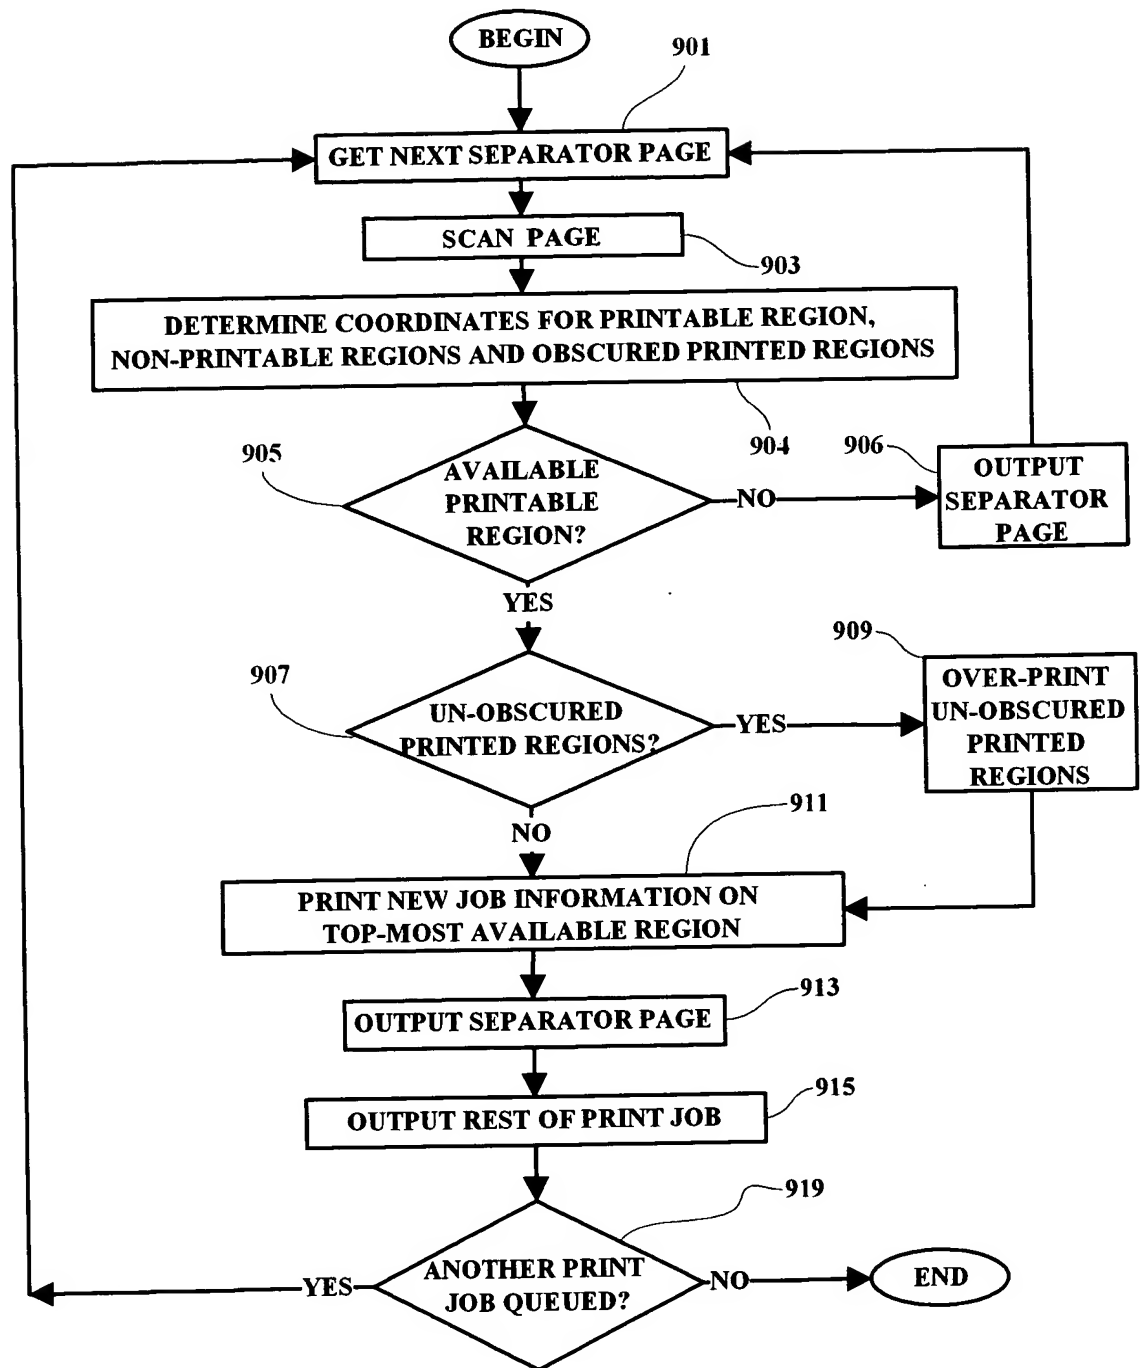 BEGIN
901
GET NEXT SEPARATOR PAGE
SCAN PAGE
903
DETERMINE COORDINATES FOR PRINTABLE REGION,
NON-PRINTABLE REGIONS AND OBSCURED PRINTED REGIONS
904
905
AVAILABLE
PRINTABLE
REGION?
NO
906
OUTPUT
SEPARATOR
PAGE
YES
907
UN-OBSCURED
PRINTED REGIONS?
YES
909
OVER-PRINT
UN-OBSCURED
PRINTED
REGIONS
NO
911
PRINT NEW JOB INFORMATION ON
TOP-MOST AVAILABLE REGION
913
OUTPUT SEPARATOR PAGE
915
OUTPUT REST OF PRINT JOB
919
ANOTHER PRINT
JOB QUEUED?
YES
NO
END